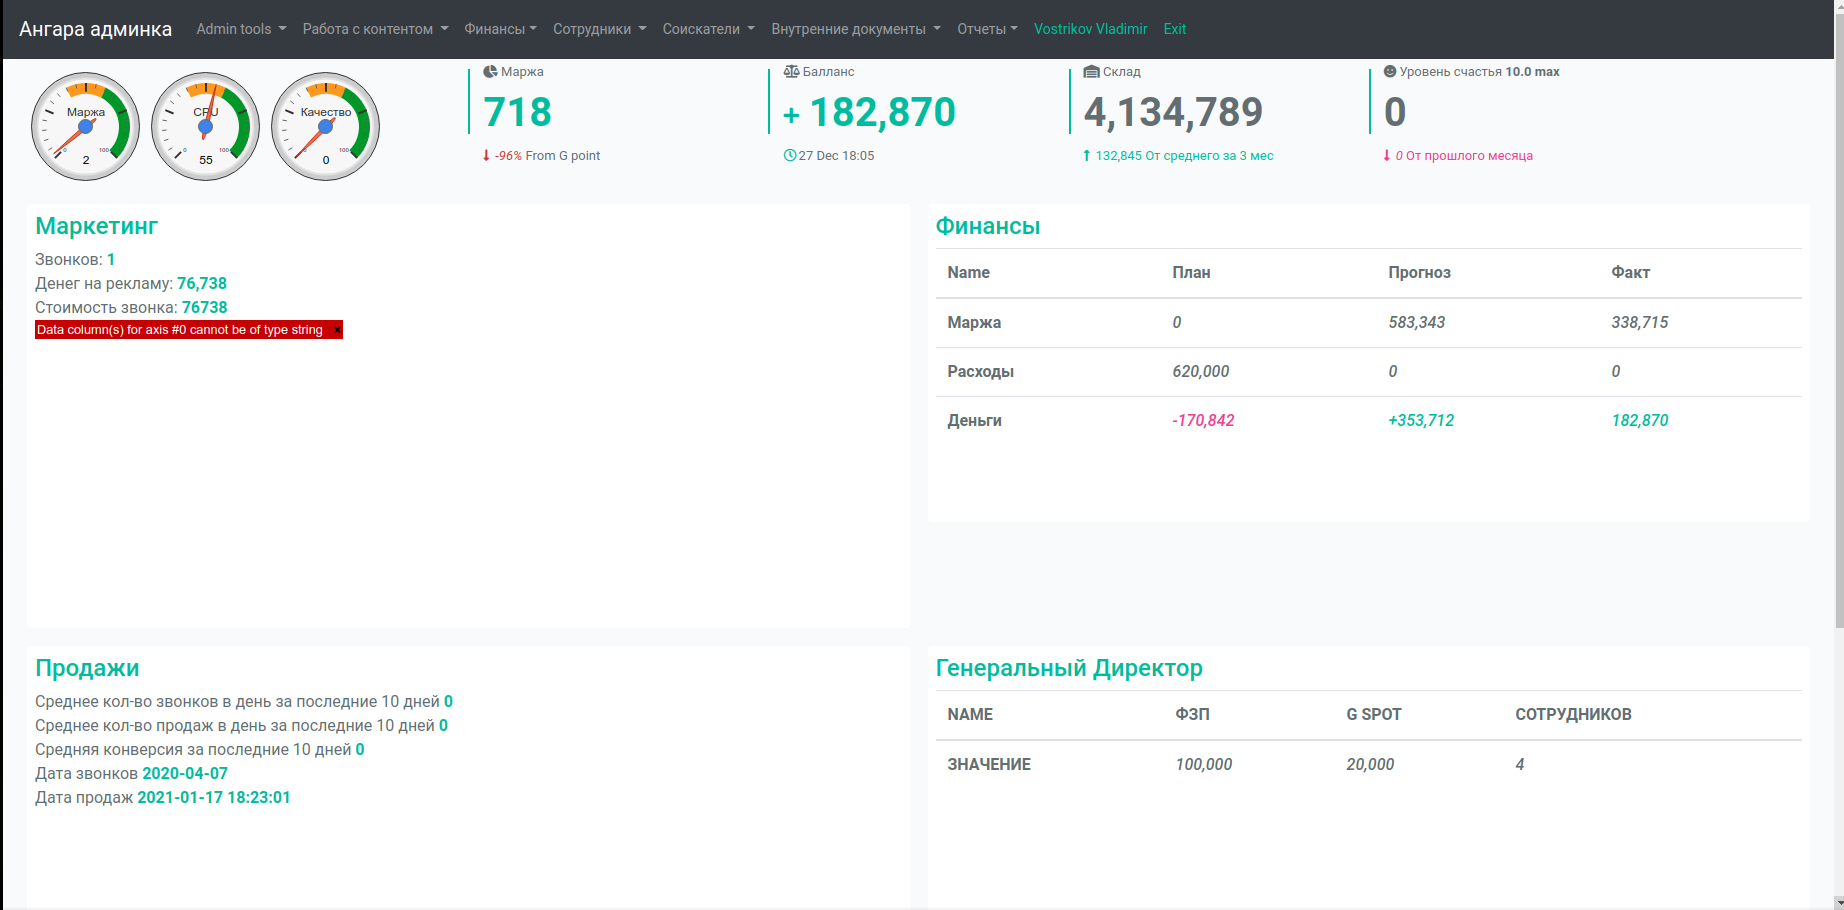 Ангара админка Admin tools Работа с контентом Финансы Сотрудники Соискатели Внутренние документы Отчеты Vostrikov Vladimir Exit
Маржа
0 100
2
CPU
0 100
55
Качество
0 100
0
Маржа
718
-96% From G point
Балланс
+ 182,870
27 Dec 18:05
Склад
4,134,789
132,845 От среднего за 3 мес
Уровень счастья 10.0 max
0
0 От прошлого месяца
Маркетинг
Звонков: 1
Денег на рекламу: 76,738
Стоимость звонка: 76738
Data column(s) for axis #0 cannot be of type string ×
Финансы
Name План Прогноз Факт
Маржа 0 583,343 338,715
Расходы 620,000 0 0
Деньги -170,842 +353,712 182,870
Продажи
Среднее кол-во звонков в день за последние 10 дней 0
Среднее кол-во продаж в день за последние 10 дней 0
Средняя конверсия за последние 10 дней 0
Дата звонков 2020-04-07
Дата продаж 2021-01-17 18:23:01
Генеральный Директор
NAME ФЗП G SPOT СОТРУДНИКОВ
ЗНАЧЕНИЕ 100,000 20,000 4